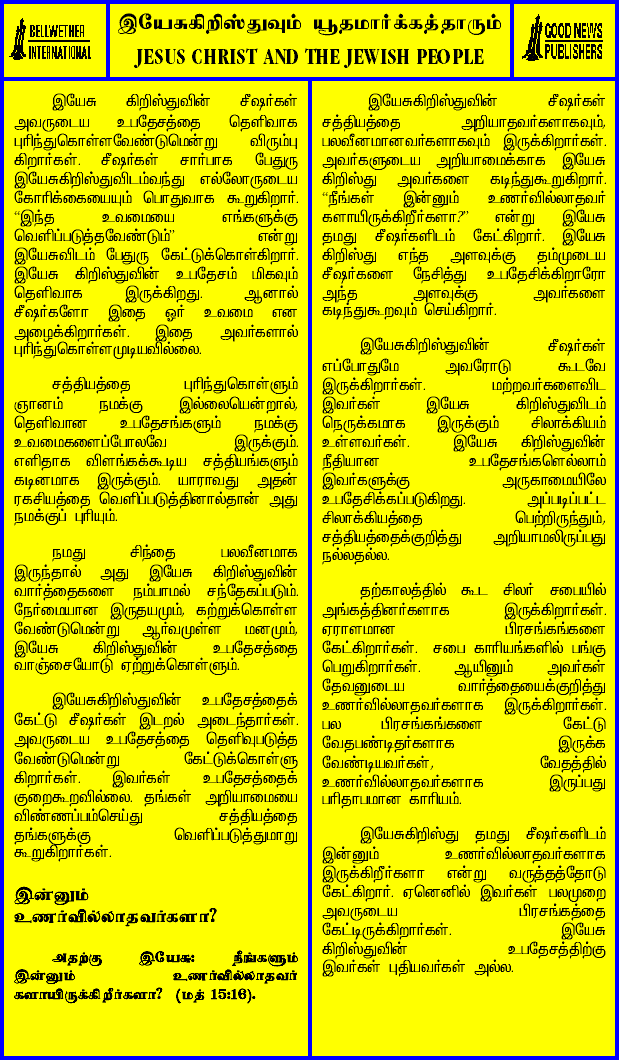 BELLWETHER
INTERNATIONAL
இயேசுகிறிஸ்துவும் யூதமார்க்கத்தாரும்
JESUS CHRIST AND THE JEWISH PEOPLE
GOOD NEWS
PUBLISHERS
இயேசு கிறிஸ்துவின் சீஷர்கள்
அவருடைய உபதேசத்தை தெளிவாக
புரிந்துகொள்ளவேண்டுமென்று விரும்பு
கிறார்கள். சீஷர்கள் சார்பாக பேதுரு
இயேசுகிறிஸ்துவிடம்வந்து எல்லோருடைய
கோரிக்கையையும் பொதுவாக கூறுகிறார்.
“இந்த உவமையை எங்களுக்கு
வெளிப்படுத்தவேண்டும்” என்று
இயேசுவிடம் பேதுரு கேட்டுக்கொள்கிறார்.
இயேசு கிறிஸ்துவின் உபதேசம் மிகவும்
தெளிவாக இருக்கிறது. ஆனால்
சீஷர்களோ இதை ஓர் உவமை என
அழைக்கிறார்கள். இதை அவர்களால்
புரிந்துகொள்ளமுடியவில்லை.
சத்தியத்தை புரிந்துகொள்ளும்
ஞானம் நமக்கு இல்லையென்றால்,
தெளிவான உபதேசங்களும் நமக்கு
உவமைகளைப்போலவே இருக்கும்.
எளிதாக விளங்கக்கூடிய சத்தியங்களும்
கடினமாக இருக்கும். யாராவது அதன்
ரகசியத்தை வெளிப்படுத்தினால்தான் அது
நமக்குப் புரியும்.
நமது சிந்தை பலவீனமாக
இருந்தால் அது இயேசு கிறிஸ்துவின்
வார்த்தைகளை நம்பாமல் சந்தேகப்படும்.
நேர்மையான இருதயமும், கற்றுக்கொள்ள
வேண்டுமென்று ஆர்வமுள்ள மனமும்,
இயேசு கிறிஸ்துவின் உபதேசத்தை
வாஞ்சையோடு ஏற்றுக்கொள்ளும்.
இயேசுகிறிஸ்துவின் உபதேசத்தைக்
கேட்டு சீஷர்கள் இடறல் அடைந்தார்கள்.
அவருடைய உபதேசத்தை தெளிவுபடுத்த
வேண்டுமென்று கேட்டுக்கொள்ளு
கிறார்கள். இவர்கள் உபதேசத்தைக்
குறைகூறவில்லை. தங்கள் அறியாமையை
விண்ணப்பம்செய்து சத்தியத்தை
தங்களுக்கு வெளிப்படுத்துமாறு
கூறுகிறார்கள்.
இன்னும்
உணர்வில்லாதவர்களா?
அதற்கு இயேசு: நீங்களும்
இன்னும் உணர்வில்லாதவர்
களாயிருக்கிறீர்களா? (மத் 15:16).
இயேசுகிறிஸ்துவின் சீஷர்கள்
சத்தியத்தை அறியாதவர்களாகவும்,
பலவீனமானவர்களாகவும் இருக்கிறார்கள்.
அவர்களுடைய அறியாமைக்காக இயேசு
கிறிஸ்து அவர்களை கடிந்துகூறுகிறார்.
“நீங்கள் இன்னும் உணர்வில்லாதவர்
களாயிருக்கிறீர்களா?” என்று இயேசு
தமது சீஷர்களிடம் கேட்கிறார். இயேசு
கிறிஸ்து எந்த அளவுக்கு தம்முடைய
சீஷர்களை நேசித்து உபதேசிக்கிறாரோ
அந்த அளவுக்கு அவர்களை
கடிந்துகூறவும் செய்கிறார்.
இயேசுகிறிஸ்துவின் சீஷர்கள்
எப்போதுமே அவரோடு கூடவே
இருக்கிறார்கள். மற்றவர்களைவிட
இவர்கள் இயேசு கிறிஸ்துவிடம்
நெருக்கமாக இருக்கும் சிலாக்கியம்
உள்ளவர்கள். இயேசு கிறிஸ்துவின்
நீதியான உபதேசங்களெல்லாம்
இவர்களுக்கு அருகாமையிலே
உபதேசிக்கப்படுகிறது. அப்படிப்பட்ட
சிலாக்கியத்தை பெற்றிருந்தும்,
சத்தியத்தைக்குறித்து அறியாமலிருப்பது
நல்லதல்ல.
தற்காலத்தில் கூட சிலர் சபையில்
அங்கத்தினர்களாக இருக்கிறார்கள்.
ஏராளமான பிரசங்கங்களை
கேட்கிறார்கள். சபை காரியங்களில் பங்கு
பெறுகிறார்கள். ஆயினும் அவர்கள்
தேவனுடைய வார்த்தையைக்குறித்து
உணர்வில்லாதவர்களாக இருக்கிறார்கள்.
பல பிரசங்கங்களை கேட்டு
வேதபண்டிதர்களாக இருக்க
வேண்டியவர்கள், வேதத்தில்
உணர்வில்லாதவர்களாக இருப்பது
பரிதாபமான காரியம்.
இயேசுகிறிஸ்து தமது சீஷர்களிடம்
இன்னும் உணர்வில்லாதவர்களாக
இருக்கிறீர்களா என்று வருத்தத்தோடு
கேட்கிறார். ஏனெனில் இவர்கள் பலமுறை
அவருடைய பிரசங்கத்தை
கேட்டிருக்கிறார்கள். இயேசு
கிறிஸ்துவின் உபதேசத்திற்கு
இவர்கள் புதியவர்கள் அல்ல.